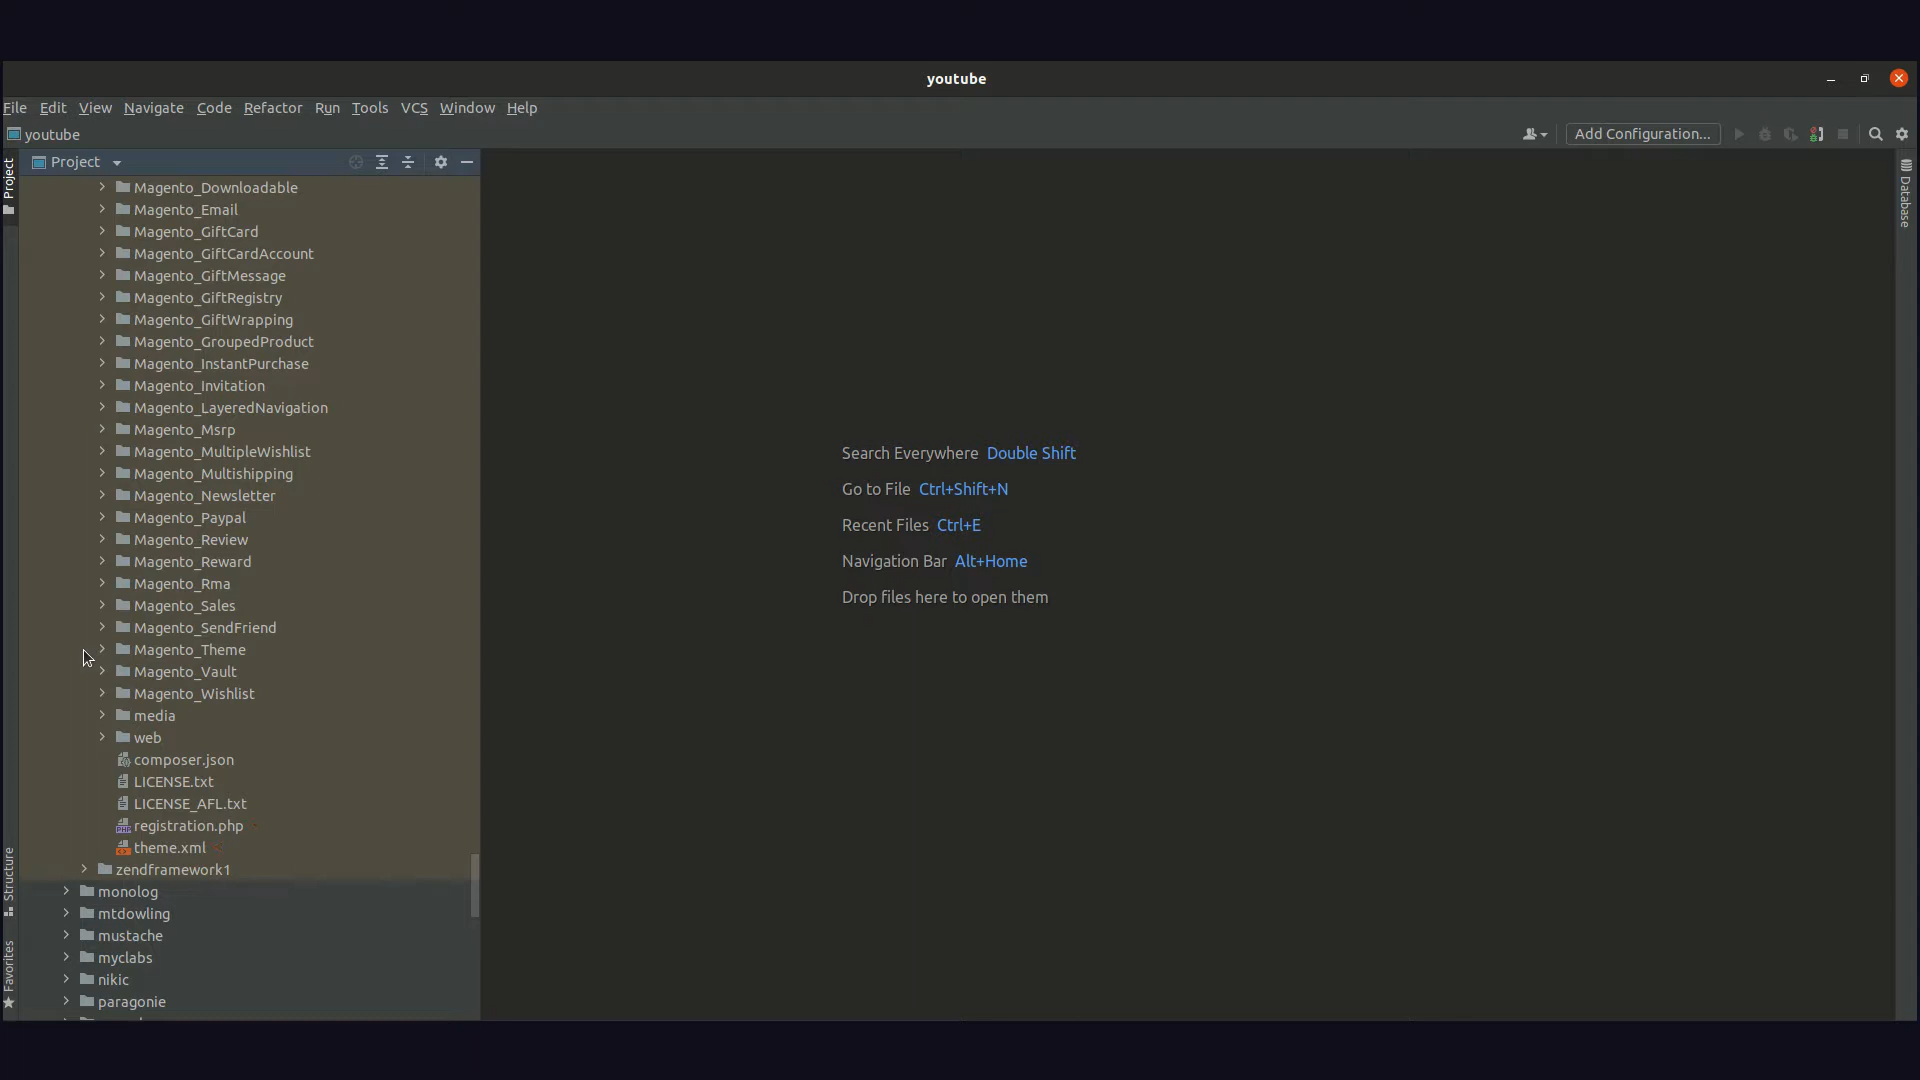 youtube
File Edit View Navigate Code Refactor Run Tools VCS Window Help
youtube
Add Configuration...
Project
Project
Magento_Downloadable
Magento_Email
Magento_GiftCard
Magento_GiftCardAccount
Magento_GiftMessage
Magento_GiftRegistry
Magento_GiftWrapping
Magento_GroupedProduct
Magento_InstantPurchase
Magento_Invitation
Magento_LayeredNavigation
Magento_Msrp
Magento_MultipleWishlist
Magento_Multishipping
Magento_Newsletter
Magento_Paypal
Magento_Review
Magento_Reward
Magento_Rma
Magento_Sales
Magento_SendFriend
Magento_Theme
Magento_Vault
Magento_Wishlist
media
web
composer.json
LICENSE.txt
LICENSE_AFL.txt
registration.php
theme.xml
zendframework1
monolog
mtdowling
mustache
myclabs
nikic
paragonie
Structure
Favorites
Search Everywhere Double Shift
Go to File Ctrl+Shift+N
Recent Files Ctrl+E
Navigation Bar Alt+Home
Drop files here to open them
Database